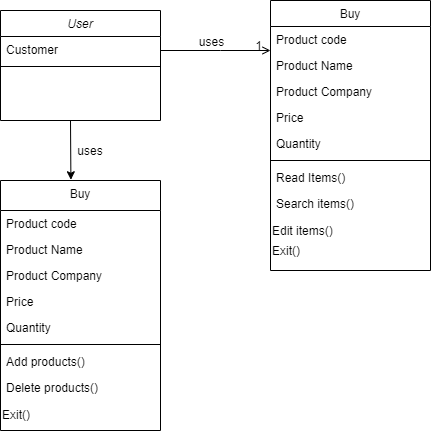 User
Customer
uses
1
Buy
Product code
Product Name
Product Company
Price
Quantity
Read Items()
Search items()
Edit items()
Exit()
uses
Buy
Product code
Product Name
Product Company
Price
Quantity
Add products()
Delete products()
Exit()